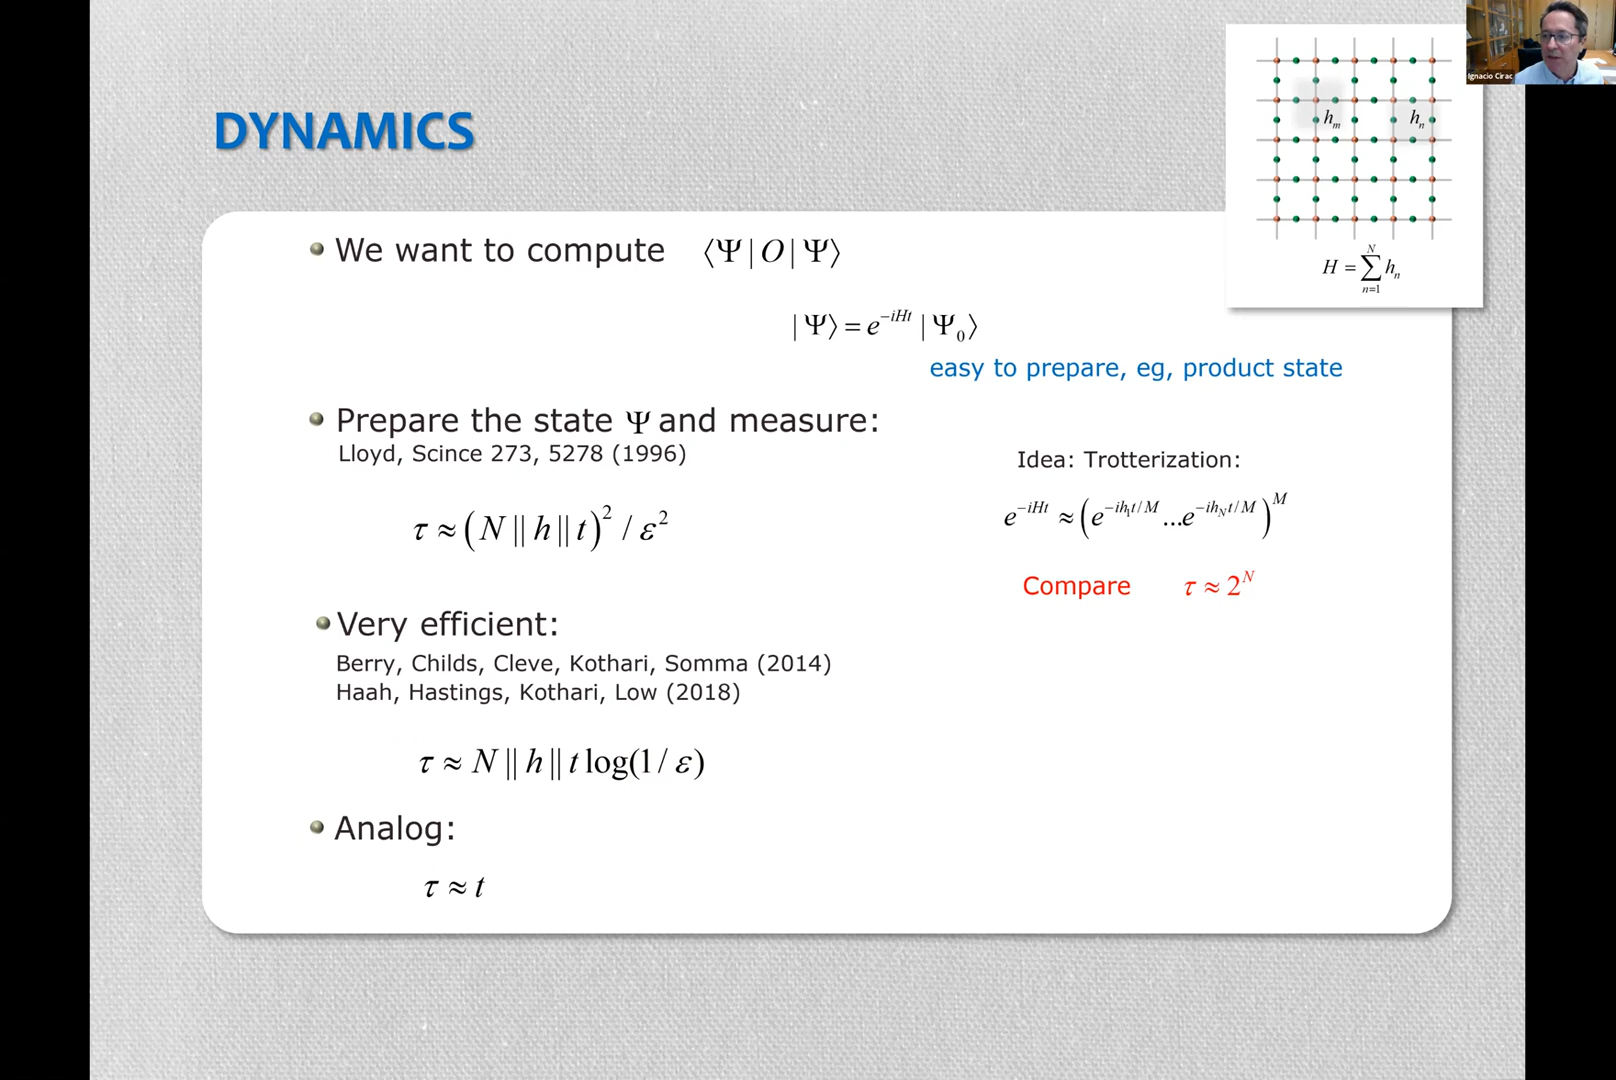 Ignacio Cirac
DYNAMICS
h_m
h_n
H = \sum_{n=1}^{N} h_n
We want to compute ⟨Ψ|O|Ψ⟩
|Ψ⟩ = e^{-iHt} |Ψ_0⟩
easy to prepare, eg, product state
Prepare the state Ψ and measure:
Lloyd, Scince 273, 5278 (1996)
Idea: Trotterization:
τ ≈ (N || h || t)^2 / ε^2
e^{-iHt} ≈ (e^{-ih_1t/M} ...e^{-ih_Nt/M})^M
Compare τ ≈ 2^N
Very efficient:
Berry, Childs, Cleve, Kothari, Somma (2014)
Haah, Hastings, Kothari, Low (2018)
τ ≈ N || h || t log(1/ ε)
Analog:
τ ≈ t